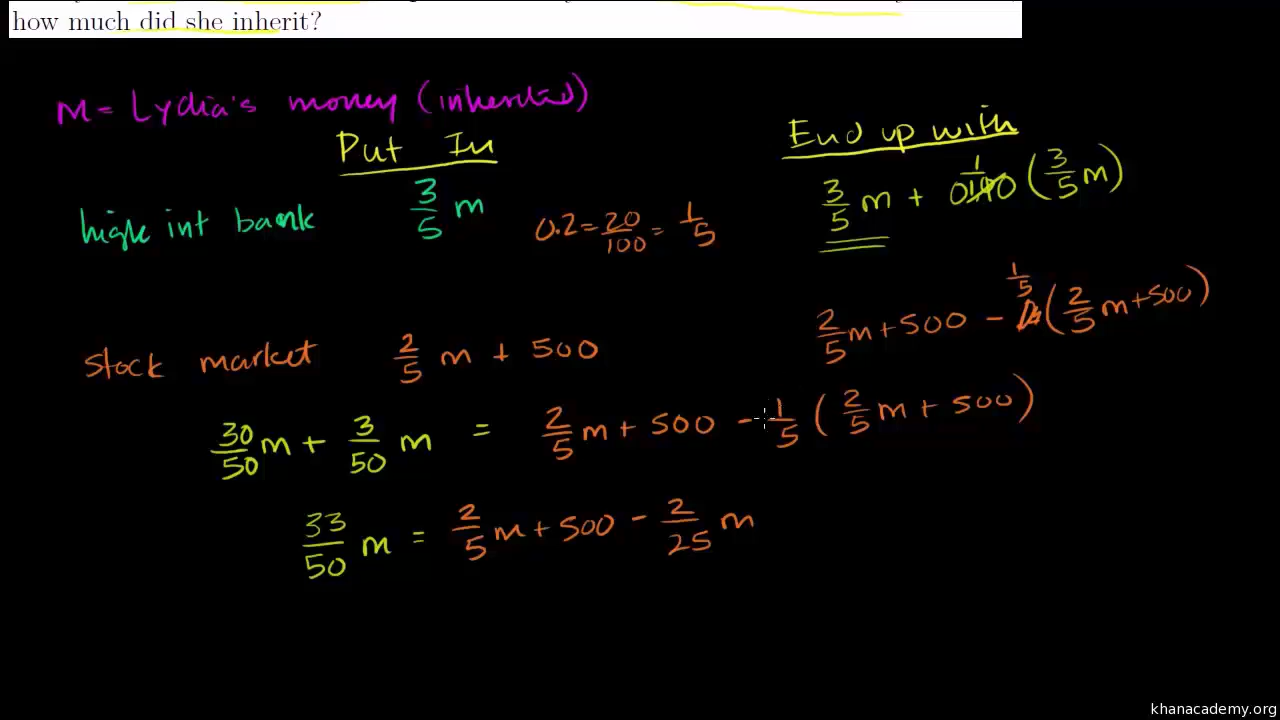 how much did she inherit?
M = Lydia's money (inherited)
Put In
End up with
high int bank 3/5 m
0.2 = 20/100 = 1/5
3/5 m + (3/5 m)
stock market 2/5 m + 500
2/5 m + 500 - 1/5 (2/5 m + 500)
30/50 m + 3/50 m = 2/5 m + 500 - 1/5 (2/5 m + 500)
33/50 m = 2/5 m + 500 - 2/25 m
khanacademy.org